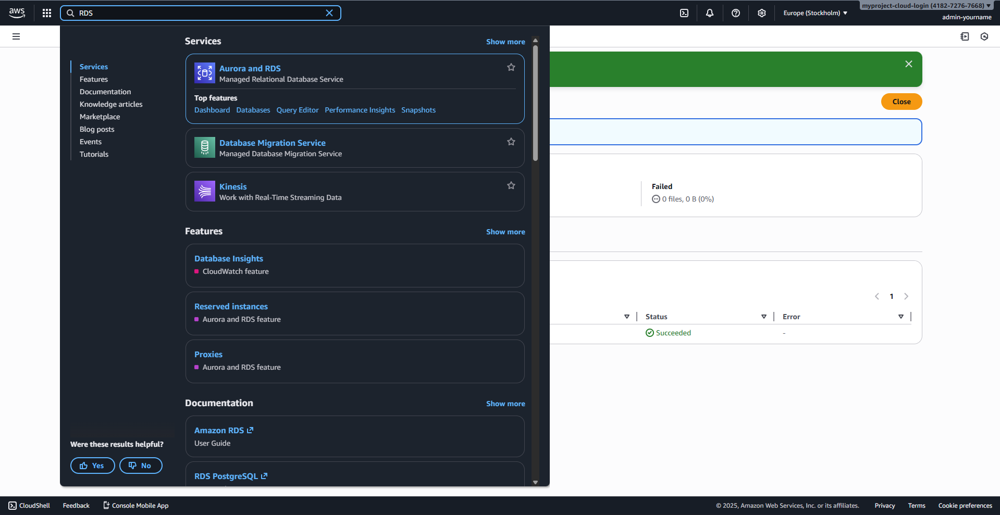 aws
RDS
Europe (Stockholm)
myproject-cloud-login (4182-7276-7668)
admin-yourname
Services
Features
Documentation
Knowledge articles
Marketplace
Blog posts
Events
Tutorials
Were these results helpful?
Yes
No
Services
Show more
Aurora and RDS
Managed Relational Database Service
Top features
Dashboard Databases Query Editor Performance Insights Snapshots
Database Migration Service
Managed Database Migration Service
Kinesis
Work with Real-Time Streaming Data
Features
Show more
Database Insights
CloudWatch feature
Reserved instances
Aurora and RDS feature
Proxies
Aurora and RDS feature
Documentation
Show more
Amazon RDS
User Guide
RDS PostgreSQL
Close
Failed
0 files, 0 B (0%)
1
Status
Error
Succeeded
-
CloudShell
Feedback
Console Mobile App
© 2025, Amazon Web Services, Inc. or its affiliates.
Privacy
Terms
Cookie preferences